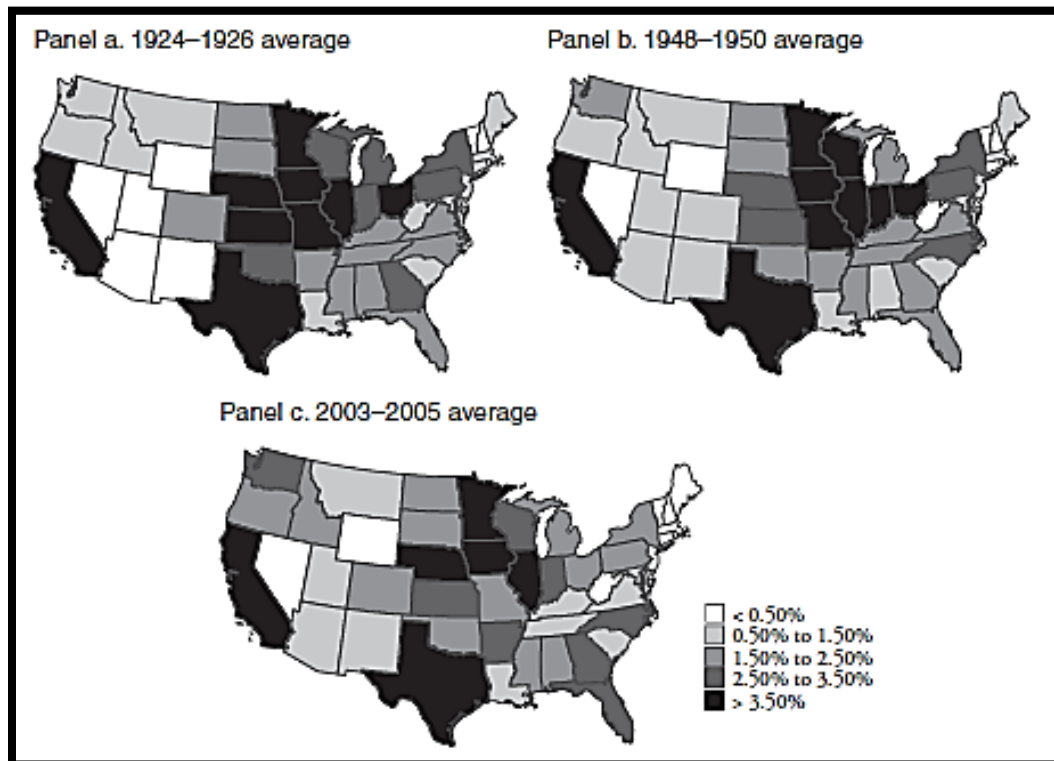 Panel a. 1924–1926 average
Panel b. 1948–1950 average
Panel c. 2003–2005 average
< 0.50%
0.50% to 1.50%
1.50% to 2.50%
2.50% to 3.50%
> 3.50%